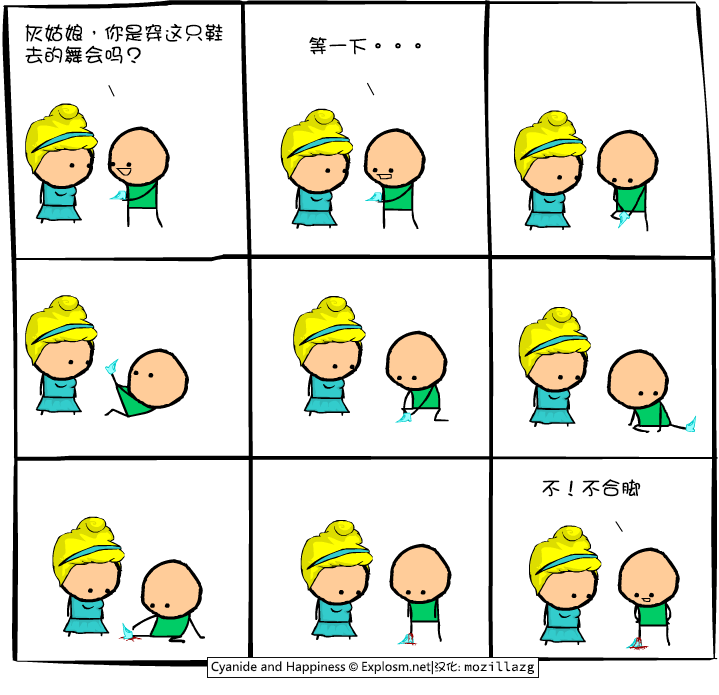 灰姑娘，你是穿这只鞋
去的舞会吗？
等一下。。。
不！不合脚
Cyanide and Happiness © Explosm.net|汉化: mozillazg